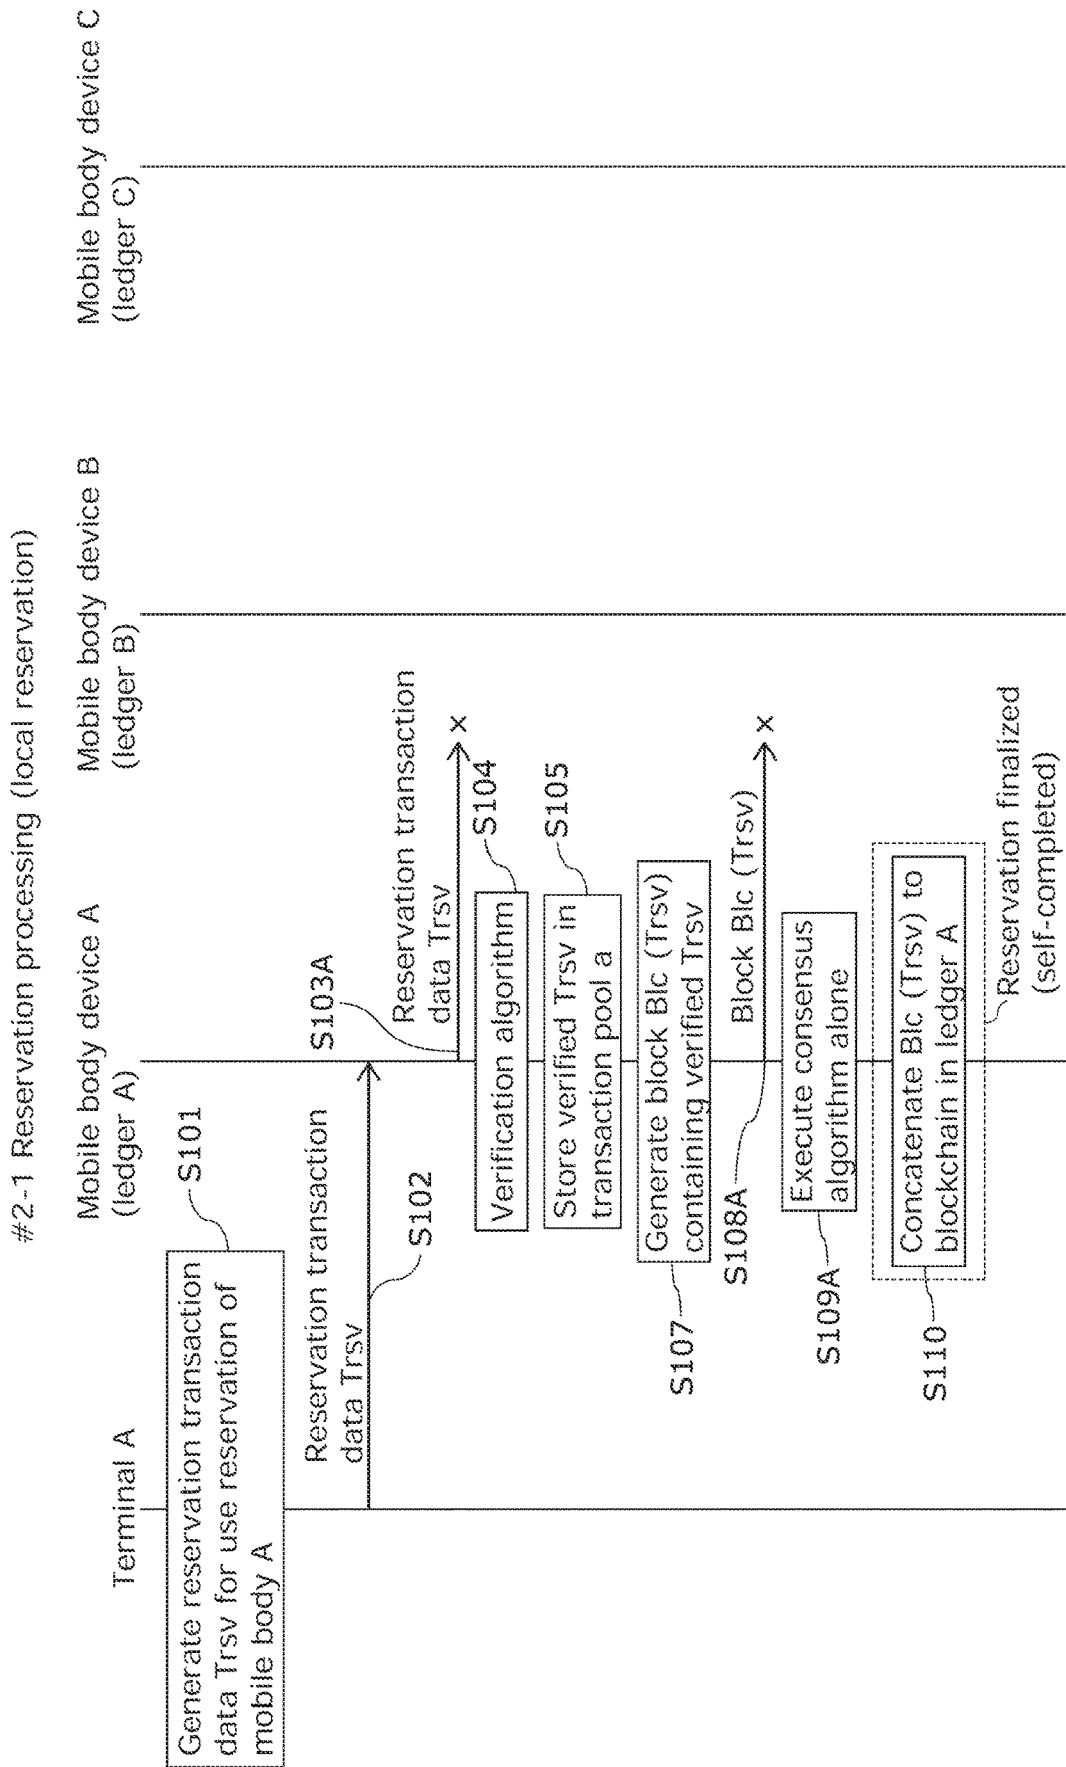 #2-1 Reservation processing (local reservation)
Terminal A
Mobile body device A
(ledger A)
Mobile body device B
(ledger B)
Mobile body device C
(ledger C)
Generate reservation transaction
data Trsv for use reservation of
mobile body A
S101
Reservation transaction
data Trsv
S102
S103A
Reservation transaction
data Trsv
×
Verification algorithm
S104
Store verified Trsv in
transaction pool a
S105
Generate block Blc (Trsv)
containing verified Trsv
S107
S108A
Block Blc (Trsv)
×
Execute consensus
algorithm alone
S109A
Concatenate Blc (Trsv) to
blockchain in ledger A
S110
Reservation finalized
(self-completed)